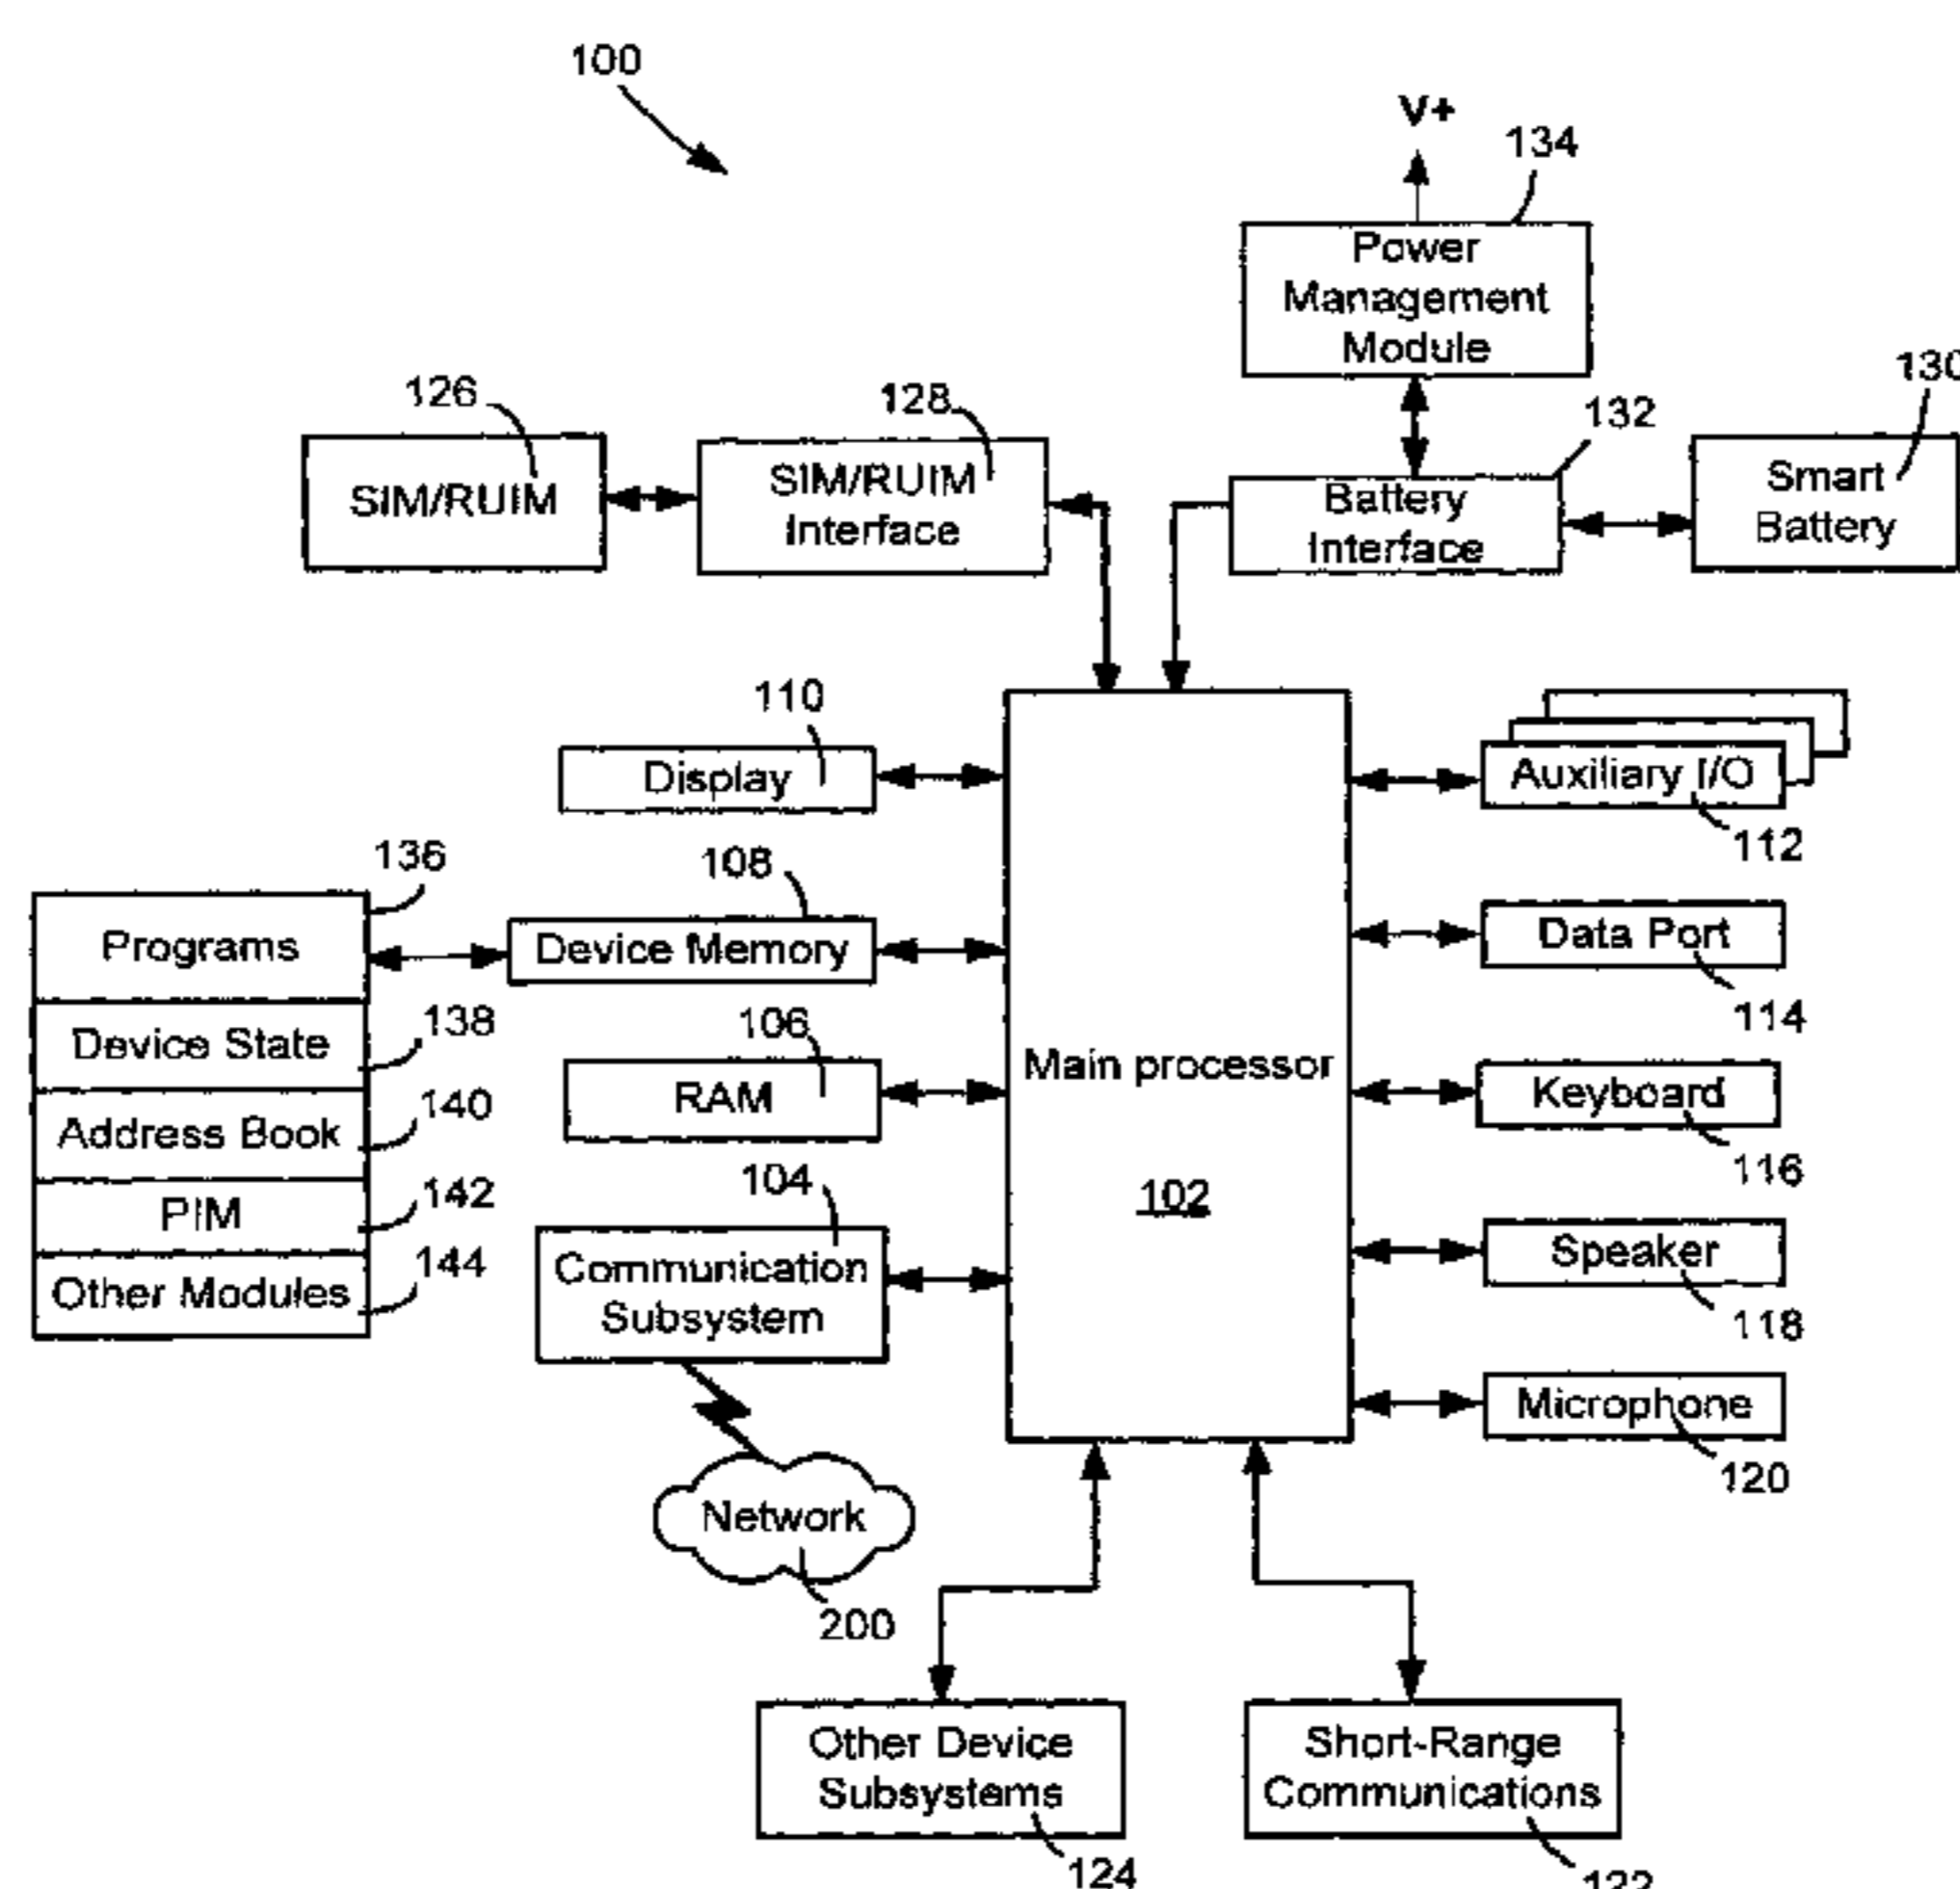 100
V+
134
Power
Management
Module
130
126
128
132
SIM/RUIM
SIM/RUIM
Interface
Battery
Interface
Smart
Battery
110
Display
Auxiliary I/O
112
136
108
Programs
Device Memory
Data Port
114
Device State
138
106
RAM
Main processor
102
Keyboard
116
Address Book
140
PIM
142
Other Modules
144
104
Communication
Subsystem
Speaker
118
Microphone
120
Network
200
Other Device
Subsystems
124
Short-Range
Communications
122